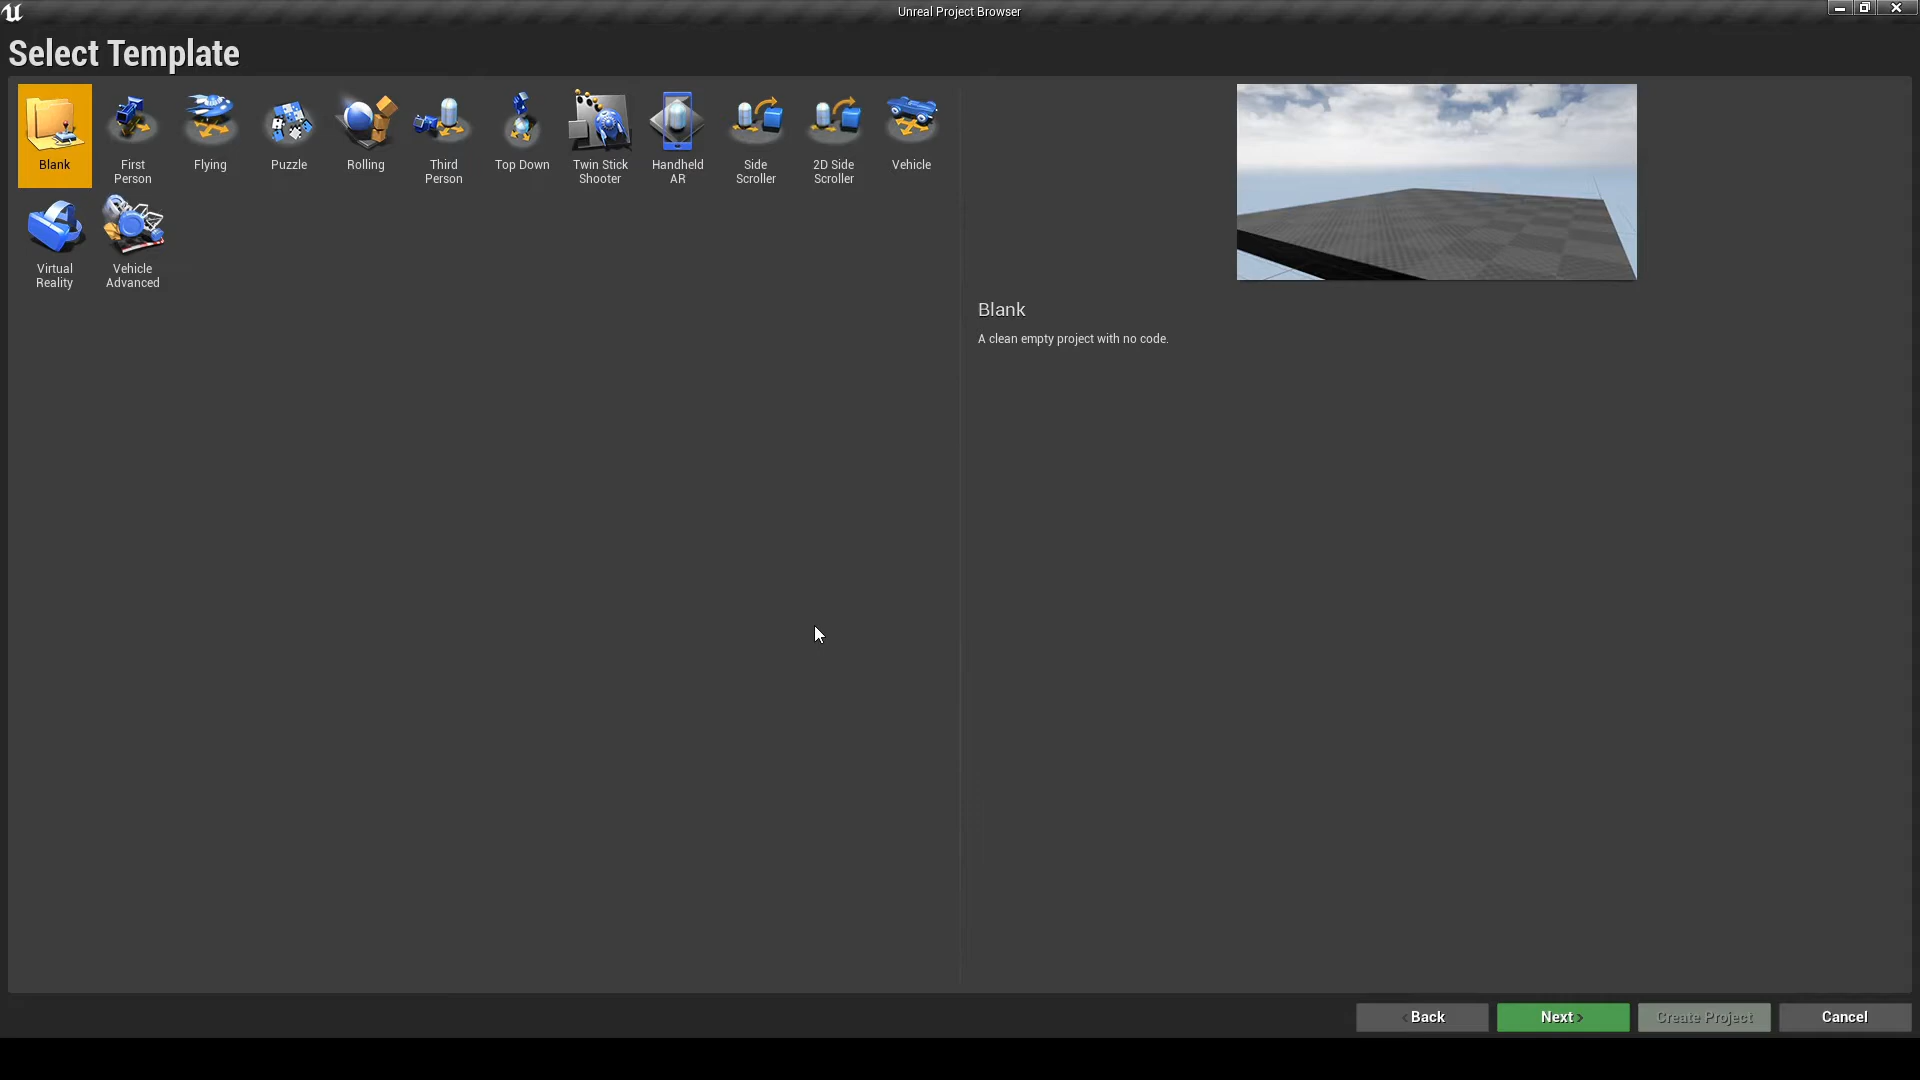 Unreal Project Browser
Select Template
Blank
First Person
Flying
Puzzle
Rolling
Third Person
Top Down
Twin Stick Shooter
Handheld AR
Side Scroller
2D Side Scroller
Vehicle
Virtual Reality
Vehicle Advanced
Blank
A clean empty project with no code.
< Back
Next >
Create Project
Cancel